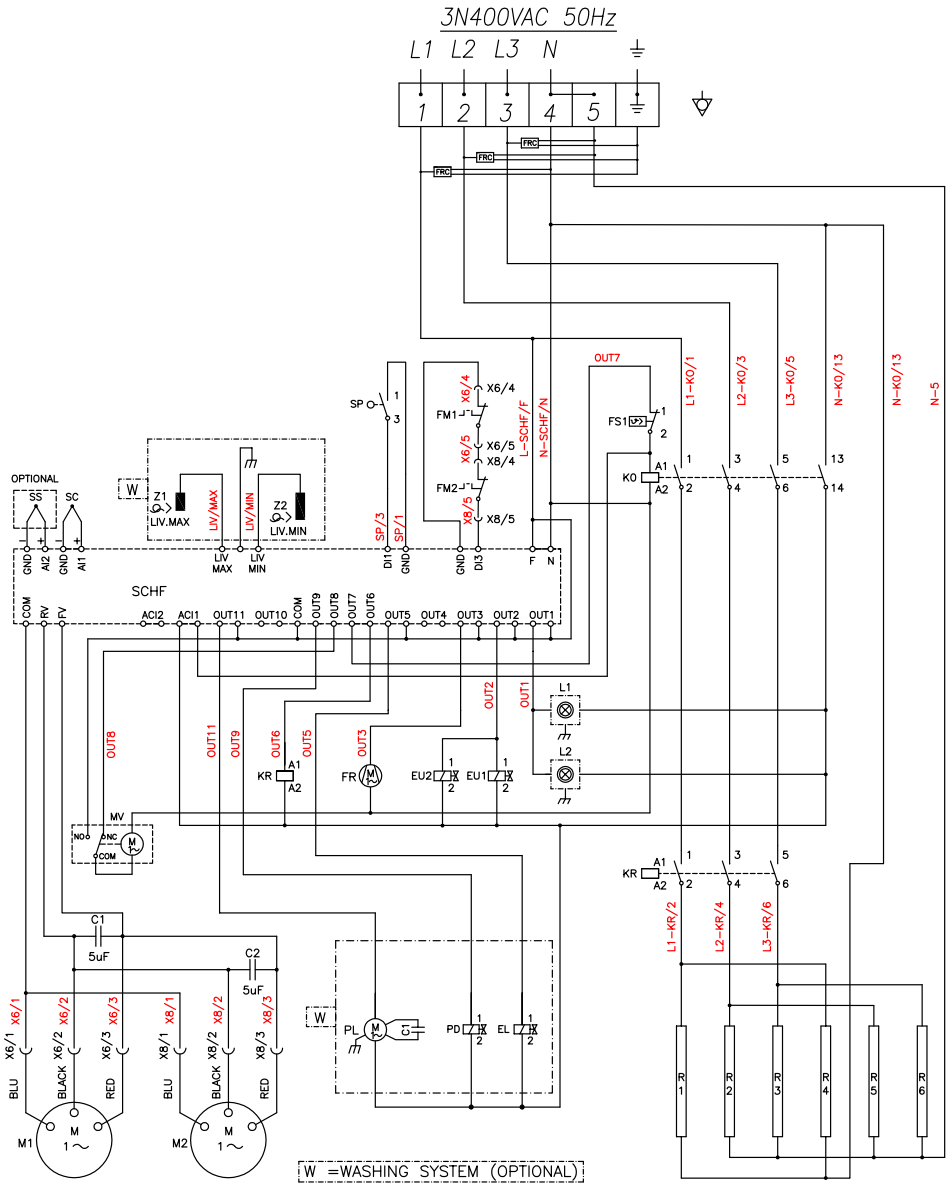 3N400VAC 50Hz
L1 L2 L3 N
1 2 3 4 5
FRC
FRC
FRC
OUT7
L1-K0/1
L2-K0/3
L3-K0/5
N-K0/13
N-K0/13
N-5
L-SCHF/F
N-SCHF/N
SP
1
3
X6/4 X6/4
FM1
X6/5 X6/5
X8/4
FM2
X8/5 X8/5
FS1
1
2
K0
A1
A2
1 3 5 13
2 4 6 14
OPTIONAL
SS SC
W
Z1
LIV.MAX
LIV/MAX
LIV/MIN
Z2
LIV.MIN
SP/3
SP/1
- + - +
GND AI2 GND AI1
LIV MAX
LIV MIN
DI1 GND
GND DI3
F N
SCHF
COM RV FV
ACI2 ACI1 OUT11 OUT10 COM OUT9 OUT8 OUT7 OUT6 OUT5 OUT4 OUT3 OUT2 OUT1
OUT8
OUT11
OUT9
OUT6
OUT5
OUT3
OUT2
OUT1
L1
L2
KR
A1
A2
FR
M
1~
EU2
1
2
EU1
1
2
MV
NO NC
COM
M
1~
KR
A1
A2
1 3 5
2 4 6
L1-KR/2
L2-KR/4
L3-KR/6
C1
5uF
C2
5uF
X6/1
X6/2
X6/3
X8/1
X8/2
X8/3
X6/1
X6/2
X6/3
X8/1
X8/2
X8/3
BLU
BLACK
RED
BLU
BLACK
RED
M1
M
1~
M2
M
1~
W
PL
M
1~
C1
PD
1
2
EL
1
2
R1
R2
R3
R4
R5
R6
W =WASHING SYSTEM (OPTIONAL)